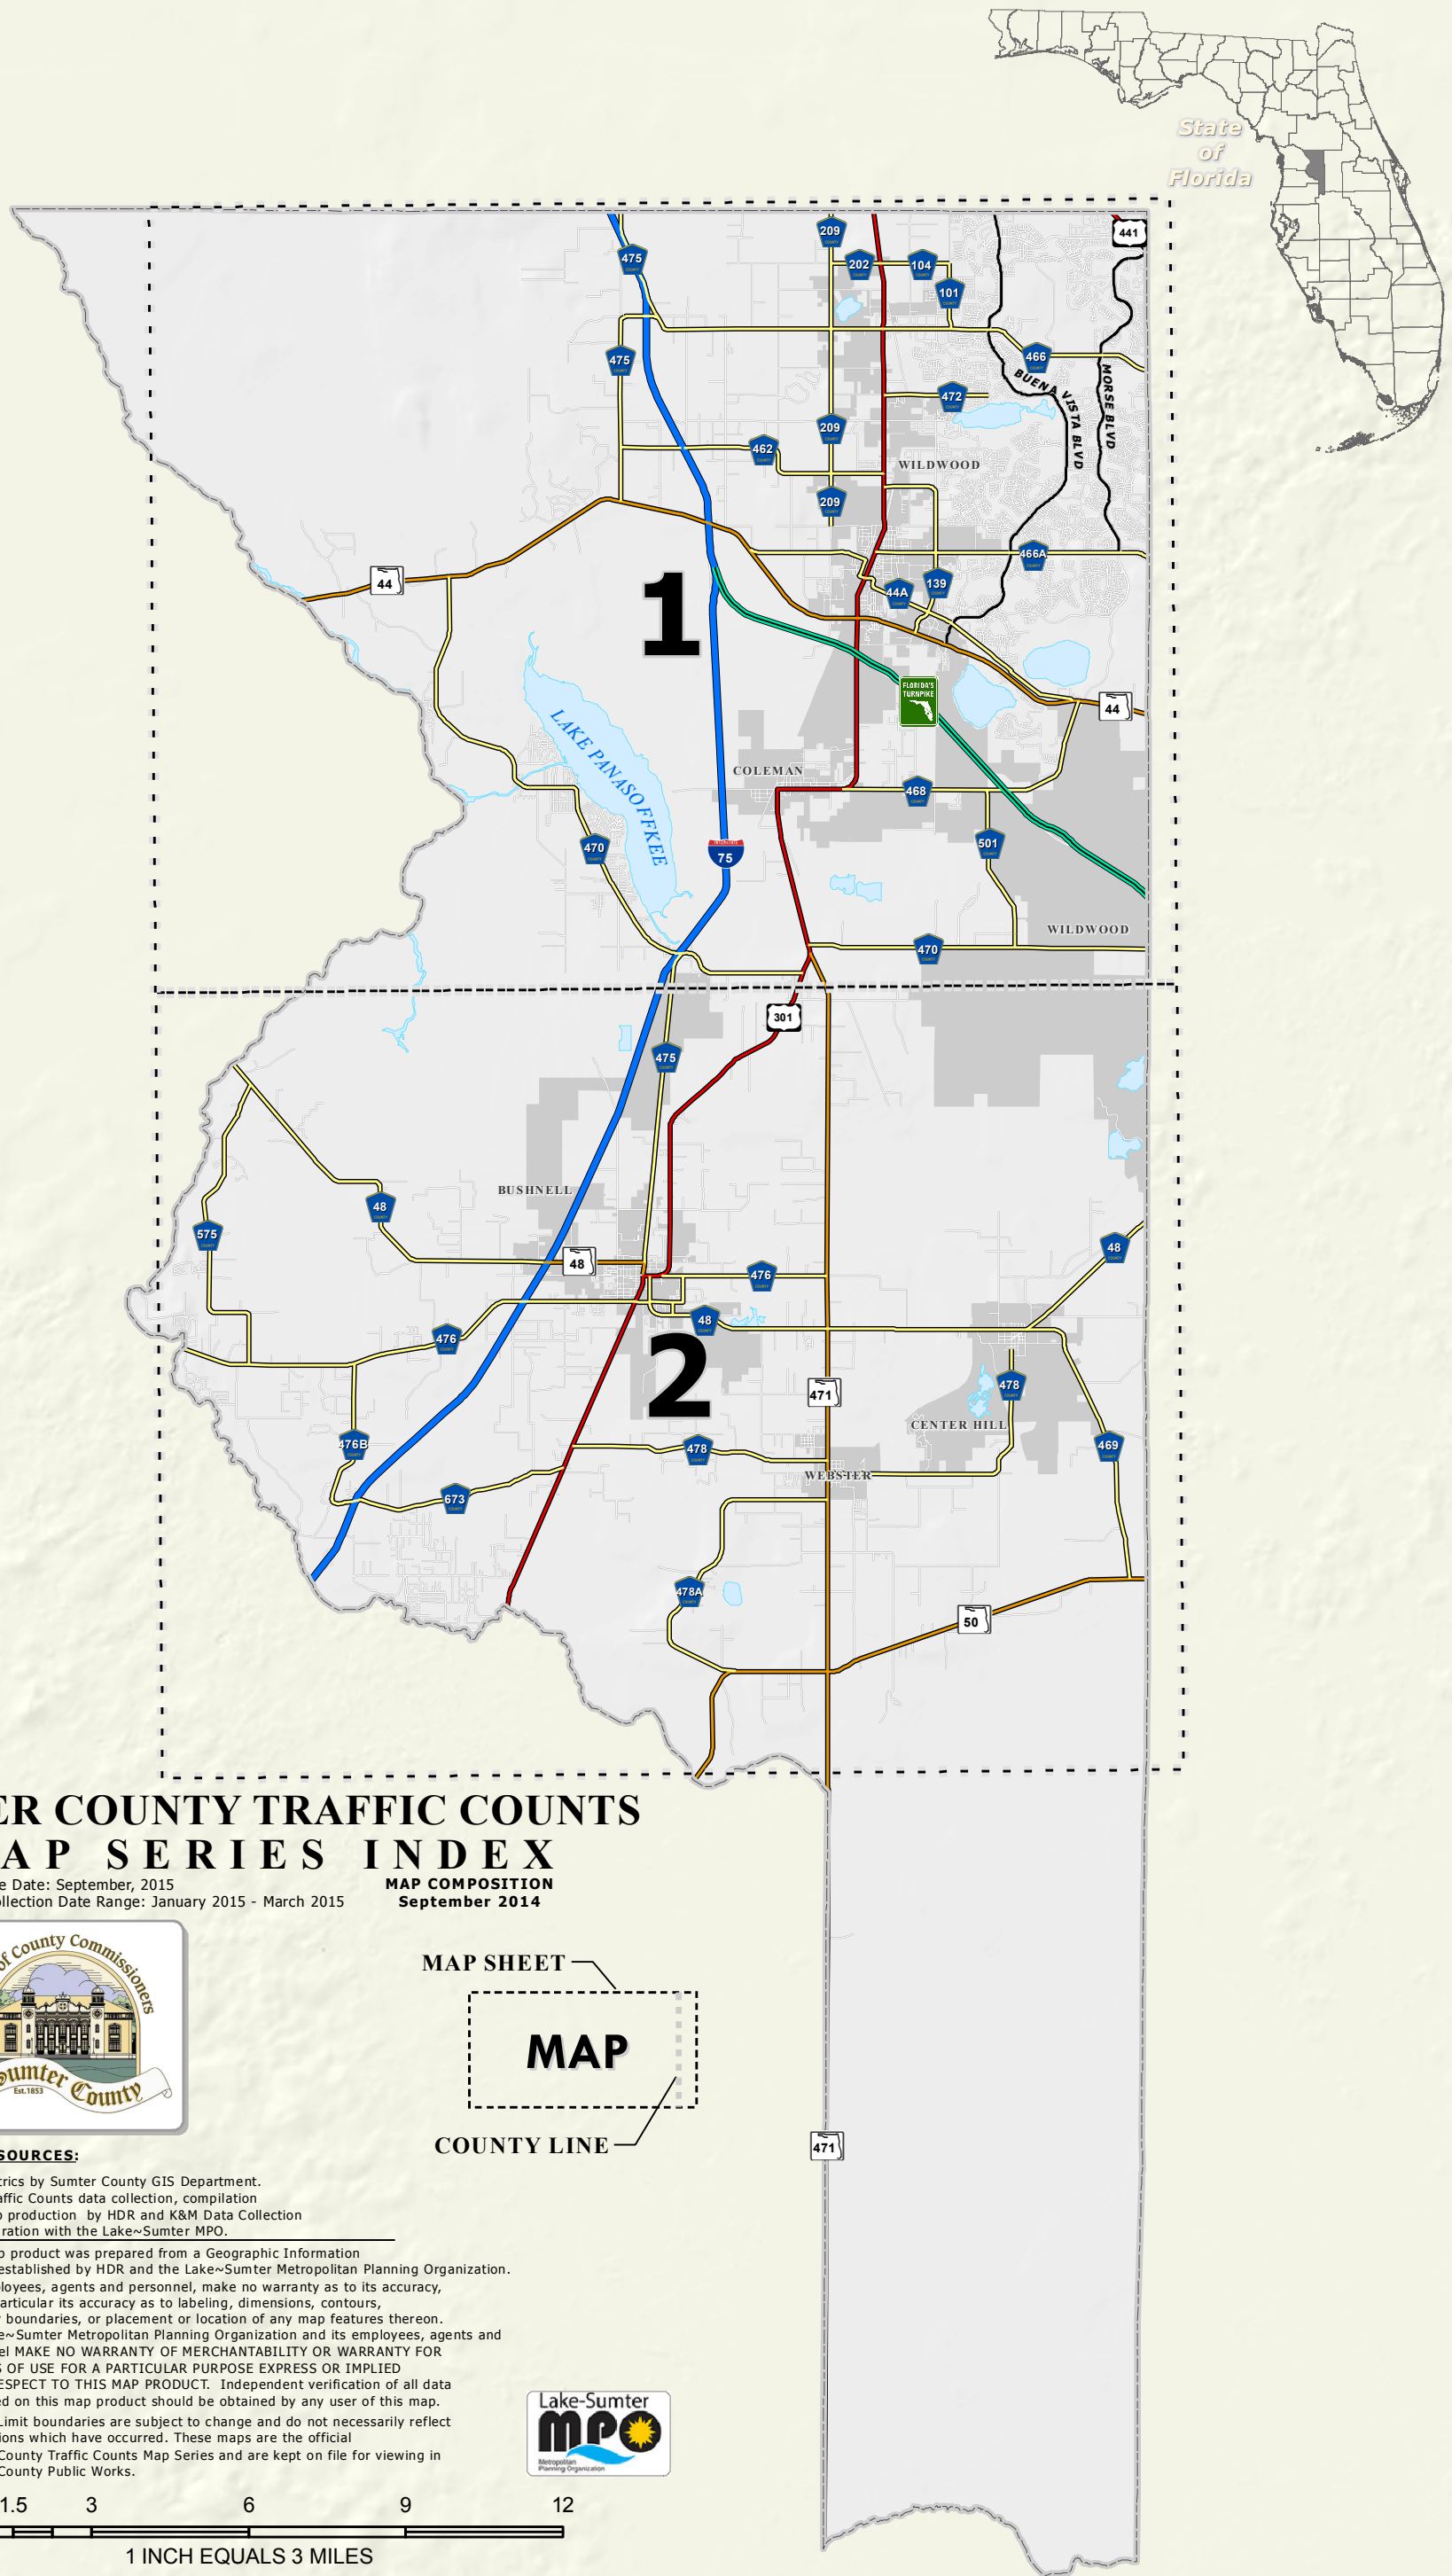 State
of
Florida
441
209
475
202
104
101
475
466
BUENA VISTA BLVD
MORSE BLVD
472
209
462
WILDWOOD
209
466A
44
1
44A
139
FLORIDA'S
TURNPIKE
44
LAKE PANASOFFKEE
COLEMAN
468
470
INTERSTATE
75
501
WILDWOOD
470
301
475
BUSHNELL
48
575
48
48
476
48
476
2
471
478
CENTER HILL
476B
478
469
WEBSTER
673
478A
50
ER COUNTY TRAFFIC COUNTS
AP SERIES INDEX
e Date: September, 2015
ollection Date Range: January 2015 - March 2015
MAP COMPOSITION
September 2014
of County Commissioners
Sumter County
Est.1853
MAP SHEET
MAP
COUNTY LINE
471
SOURCES:
trics by Sumter County GIS Department.
affic Counts data collection, compilation
p production by HDR and K&M Data Collection
ration with the Lake~Sumter MPO.
p product was prepared from a Geographic Information
established by HDR and the Lake~Sumter Metropolitan Planning Organization.
ployees, agents and personnel, make no warranty as to its accuracy,
articular its accuracy as to labeling, dimensions, contours,
y boundaries, or placement or location of any map features thereon.
e~Sumter Metropolitan Planning Organization and its employees, agents and
el MAKE NO WARRANTY OF MERCHANTABILITY OR WARRANTY FOR
S OF USE FOR A PARTICULAR PURPOSE EXPRESS OR IMPLIED
ESPECT TO THIS MAP PRODUCT. Independent verification of all data
ed on this map product should be obtained by any user of this map.
Limit boundaries are subject to change and do not necessarily reflect
ions which have occurred. These maps are the official
County Traffic Counts Map Series and are kept on file for viewing in
County Public Works.
Lake-Sumter
MPO
Metropolitan
Planning Organization
1.5 3 6 9 12
1 INCH EQUALS 3 MILES